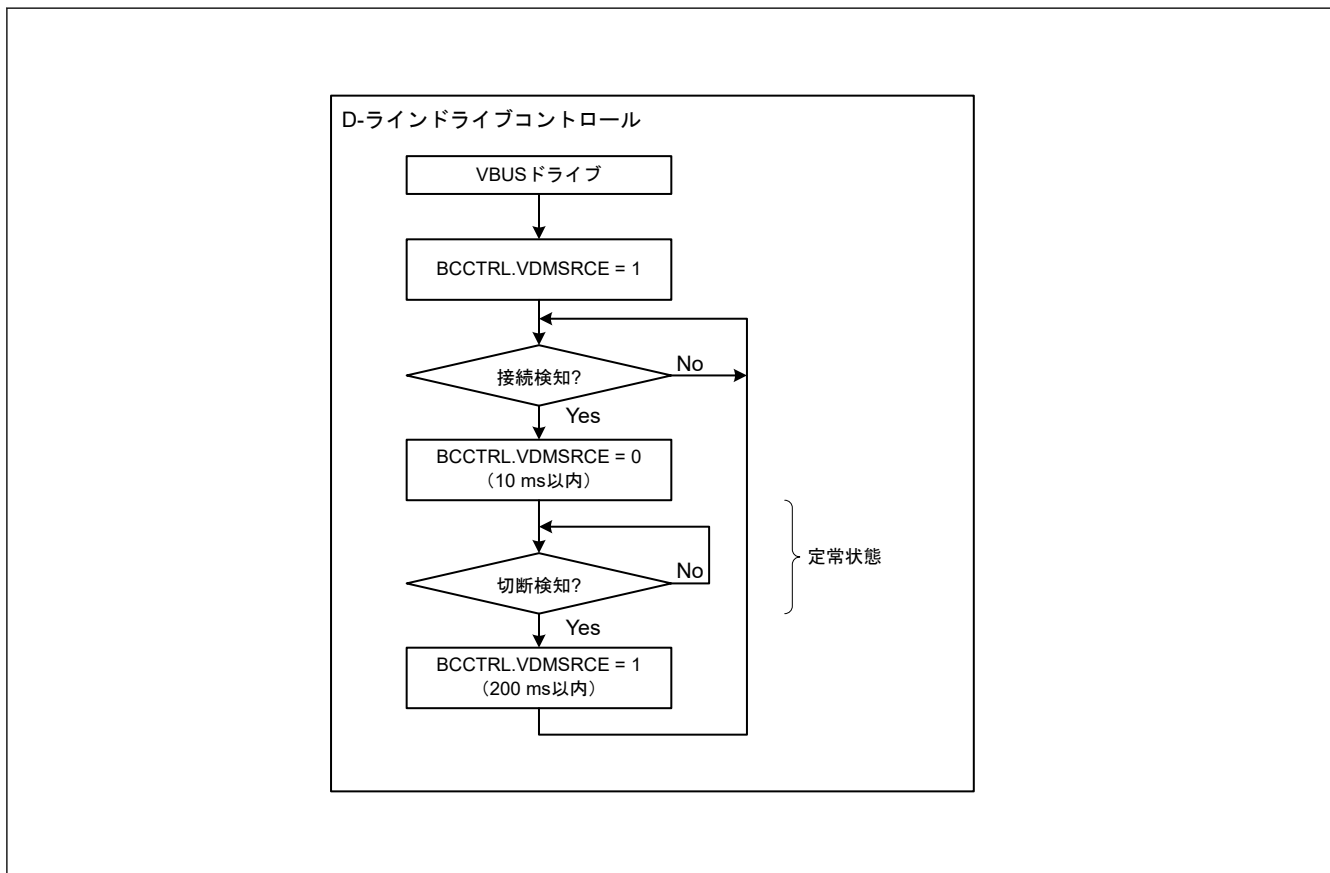 D-ラインドライブコントロール
VBUSドライブ
BCCTRL.VDMSRCE = 1
接続検知?
No
Yes
BCCTRL.VDMSRCE = 0
（10 ms以内）
定常状態
切断検知?
No
Yes
BCCTRL.VDMSRCE = 1
（200 ms以内）